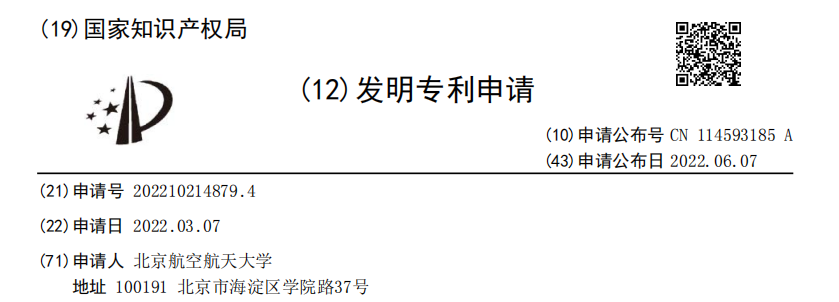 (19)国家知识产权局
(12)发明专利申请
(10)申请公布号 CN 114593185 A
(43)申请公布日 2022.06.07
(21)申请号 202210214879.4
(22)申请日 2022.03.07
(71)申请人 北京航空航天大学
地址 100191 北京市海淀区学院路37号